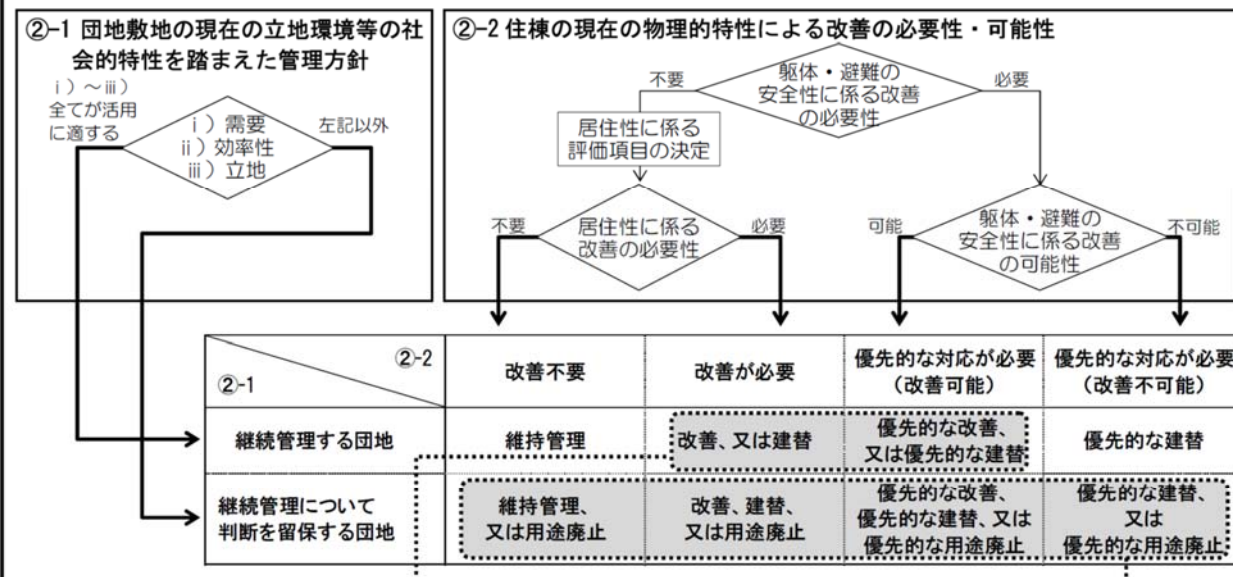 ②-1 団地敷地の現在の立地環境等の社
会的特性を踏まえた管理方針
ⅰ）～ⅲ）
全てが活用
に適する
ⅰ）需要
ⅱ）効率性
ⅲ）立地
左記以外
②-2 住棟の現在の物理的特性による改善の必要性・可能性
不要
躯体・避難の
安全性に係る改善
の必要性
必要
居住性に係る
評価項目の決定
不要
居住性に係る
改善の必要性
必要
可能
躯体・避難の
安全性に係る改善
の可能性
不可能
②-2
②-1
改善不要
改善が必要
優先的な対応が必要
（改善可能）
優先的な対応が必要
（改善不可能）
継続管理する団地
維持管理
改善、又は建替
優先的な改善、
又は優先的な建替
優先的な建替
継続管理について
判断を留保する団地
維持管理、
又は用途廃止
改善、建替、
又は用途廃止
優先的な改善、
優先的な建替、又は
優先的な用途廃止
優先的な建替、
又は
優先的な用途廃止